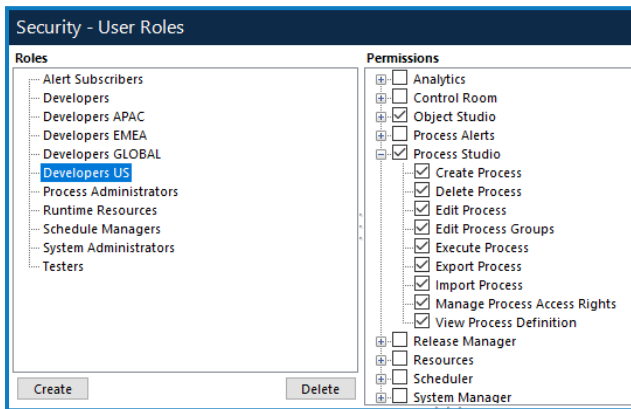 Security - User Roles
Roles
Alert Subscribers
Developers
Developers APAC
Developers EMEA
Developers GLOBAL
Developers US
Process Administrators
Runtime Resources
Schedule Managers
System Administrators
Testers
Create
Delete
Permissions
Analytics
Control Room
Object Studio
Process Alerts
Process Studio
Create Process
Delete Process
Edit Process
Edit Process Groups
Execute Process
Export Process
Import Process
Manage Process Access Rights
View Process Definition
Release Manager
Resources
Scheduler
System Manager